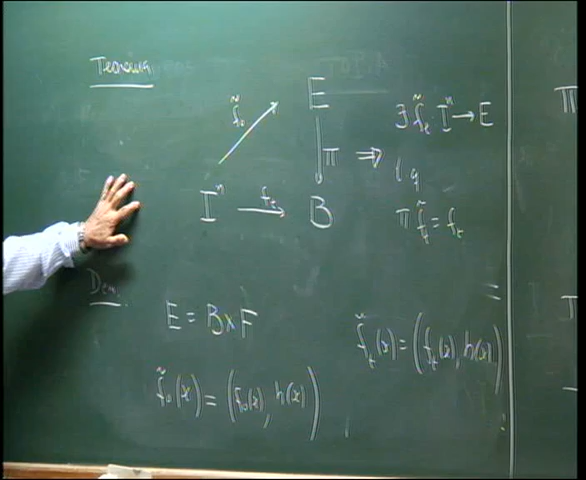 Teorema
f̃₀
E
π
⇒ ∃ f̃ₜ: Iⁿ → E
t q
π f̃ₜ = fₜ
Iⁿ fₜ→ B
Dem.
E = B×F
f̃ₜ(x) = (fₜ(x), h(x))
f̃₀(x) = (f₀(x), h(x))
π